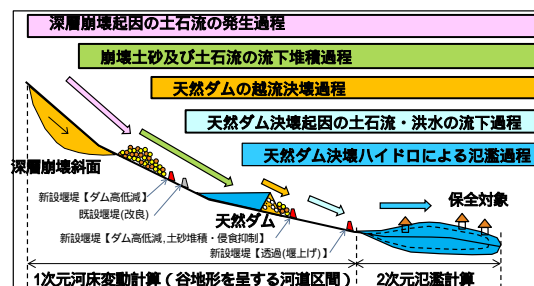 深層崩壊起因の土石流の発生過程
崩壊土砂及び土石流の流下堆積過程
天然ダムの越流決壊過程
天然ダム決壊起因の土石流・洪水の流下過程
天然ダム決壊ハイドロによる氾濫過程
深層崩壊斜面
新設堰堤【ダム高低減】
既設堰堤(改良)
天然ダム
保全対象
新設堰堤【ダム高低減,土砂堆積・侵食抑制】
新設堰堤【透過(堰上げ)】
1次元河床変動計算（谷地形を呈する河道区間）
2次元氾濫計算